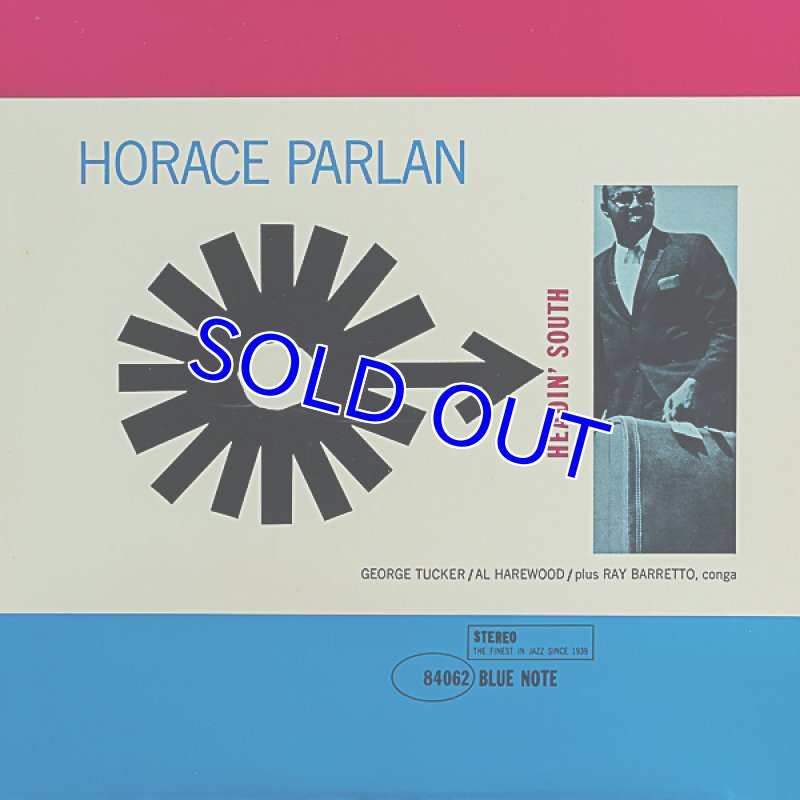 HORACE PARLAN
HEADIN' SOUTH
SOLD OUT
GEORGE TUCKER/AL HAREWOOD/plus RAY BARRETTO, conga
STEREO
THE FINEST IN JAZZ SINCE 1939
84062 BLUE NOTE